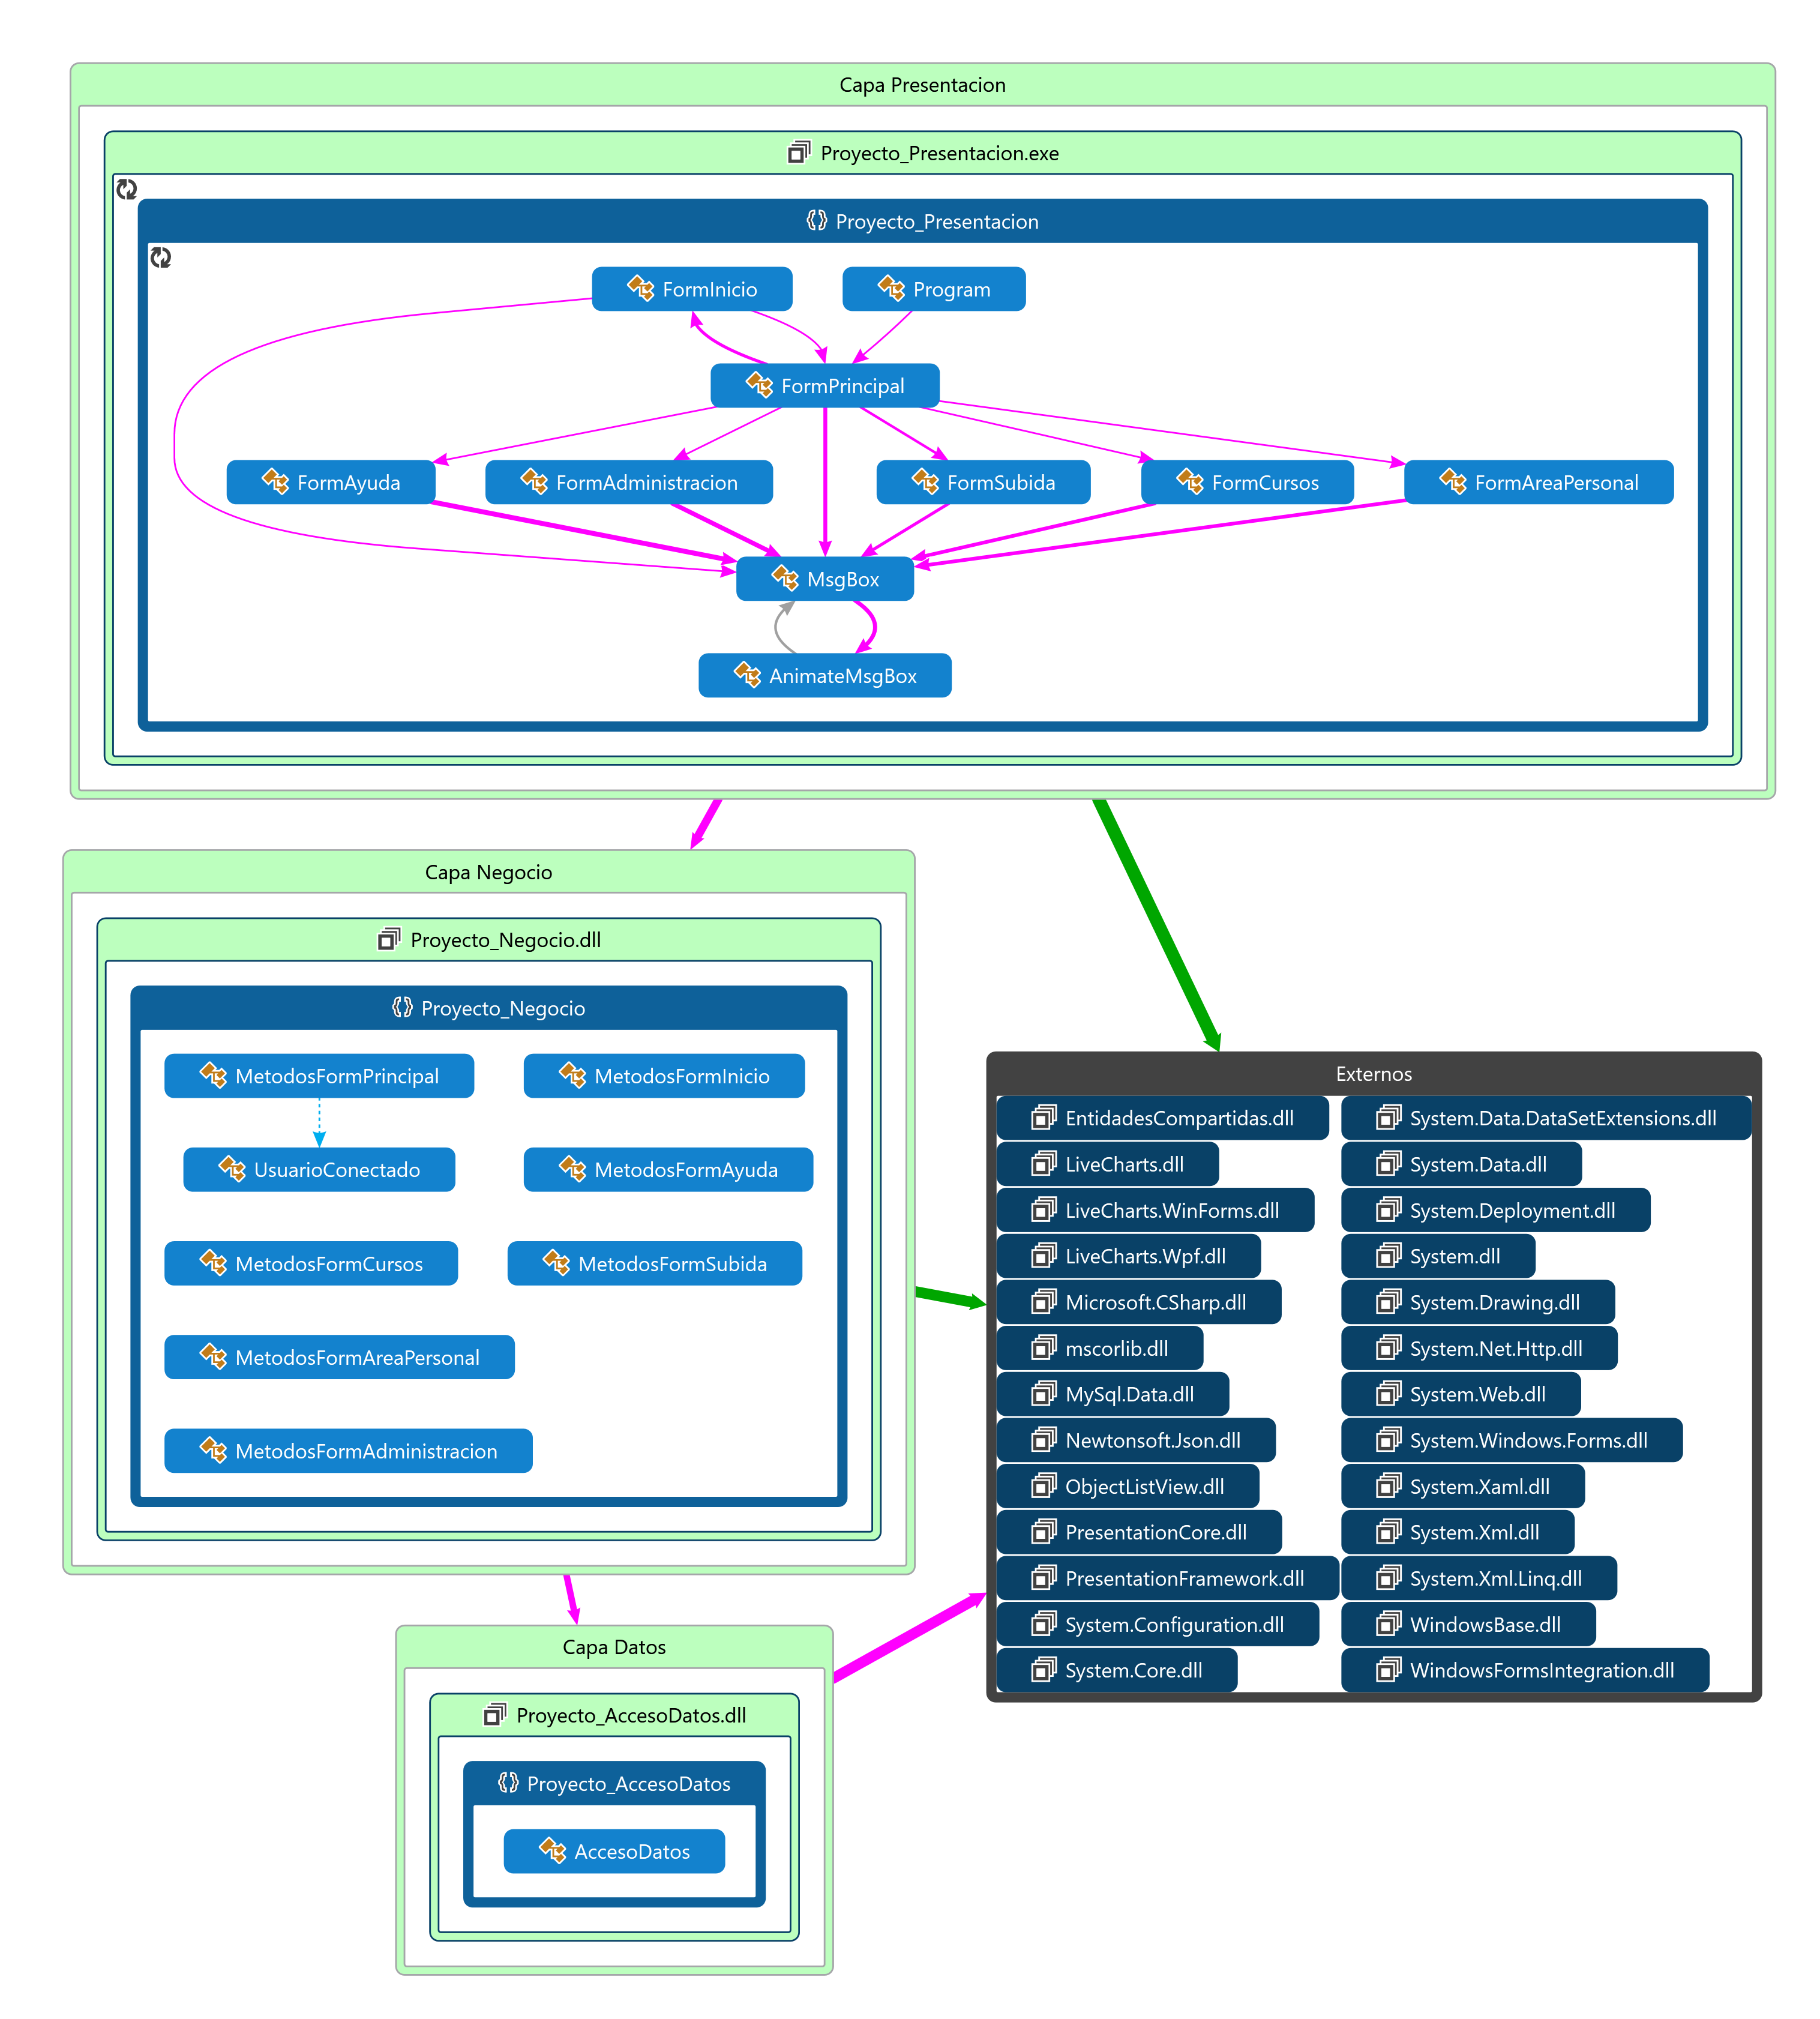 Capa Presentacion
Proyecto_Presentacion.exe
Proyecto_Presentacion
FormInicio
Program
FormPrincipal
FormAyuda
FormAdministracion
FormSubida
FormCursos
FormAreaPersonal
MsgBox
AnimateMsgBox
Capa Negocio
Proyecto_Negocio.dll
Proyecto_Negocio
MetodosFormPrincipal
MetodosFormInicio
UsuarioConectado
MetodosFormAyuda
MetodosFormCursos
MetodosFormSubida
MetodosFormAreaPersonal
MetodosFormAdministracion
Externos
EntidadesCompartidas.dll
System.Data.DataSetExtensions.dll
LiveCharts.dll
System.Data.dll
LiveCharts.WinForms.dll
System.Deployment.dll
LiveCharts.Wpf.dll
System.dll
Microsoft.CSharp.dll
System.Drawing.dll
mscorlib.dll
System.Net.Http.dll
MySql.Data.dll
System.Web.dll
Newtonsoft.Json.dll
System.Windows.Forms.dll
ObjectListView.dll
System.Xaml.dll
PresentationCore.dll
System.Xml.dll
PresentationFramework.dll
System.Xml.Linq.dll
System.Configuration.dll
WindowsBase.dll
System.Core.dll
WindowsFormsIntegration.dll
Capa Datos
Proyecto_AccesoDatos.dll
Proyecto_AccesoDatos
AccesoDatos